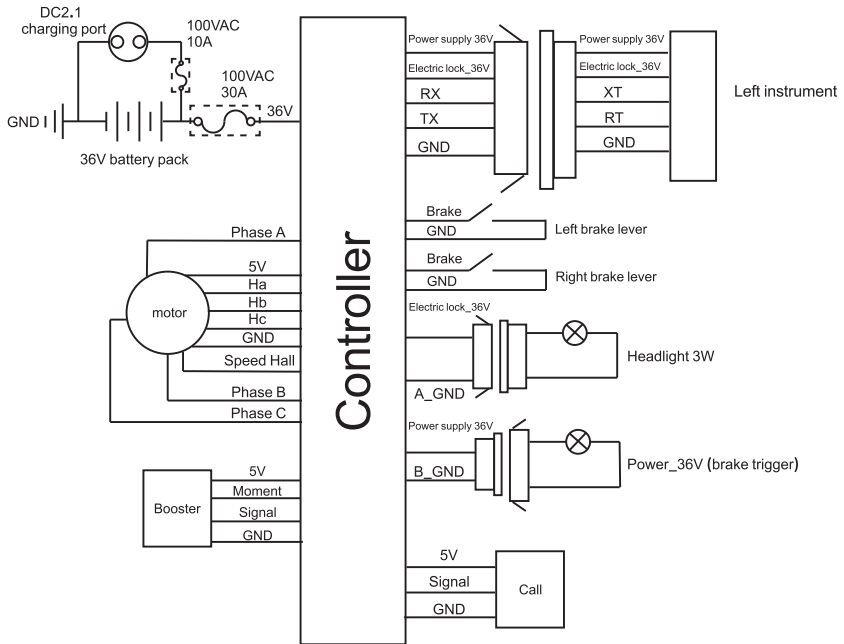 DC2.1
charging port
100VAC
10A
100VAC
30A
36V
GND
36V battery pack
Phase A
5V
Ha
Hb
Hc
GND
Speed Hall
Phase B
Phase C
motor
Booster
5V
Moment
Signal
GND
Controller
Power supply 36V
Electric lock_36V
RX
TX
GND
Power supply 36V
Electric lock_36V
XT
RT
GND
Left instrument
Brake
GND
Left brake lever
Brake
GND
Right brake lever
Electric lock_36V
A_GND
Headlight 3W
Power supply 36V
B_GND
Power_36V (brake trigger)
5V
Signal
GND
Call